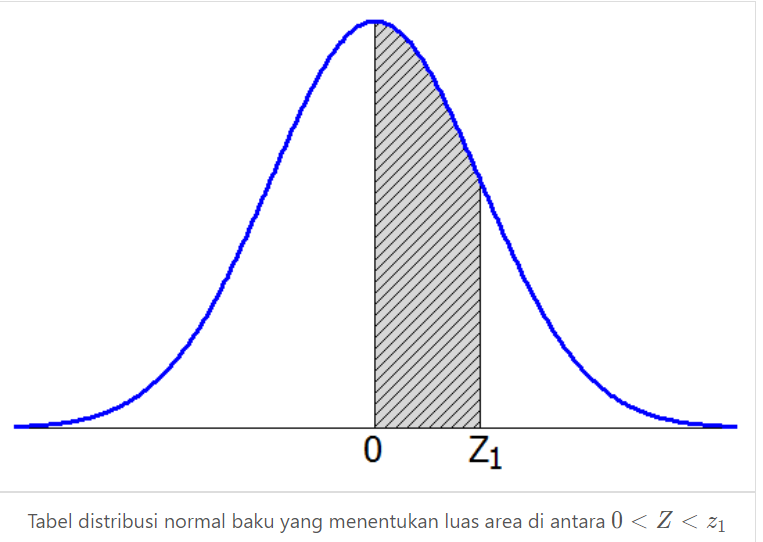 0 Z₁
Tabel distribusi normal baku yang menentukan luas area di antara 0 < Z < z₁